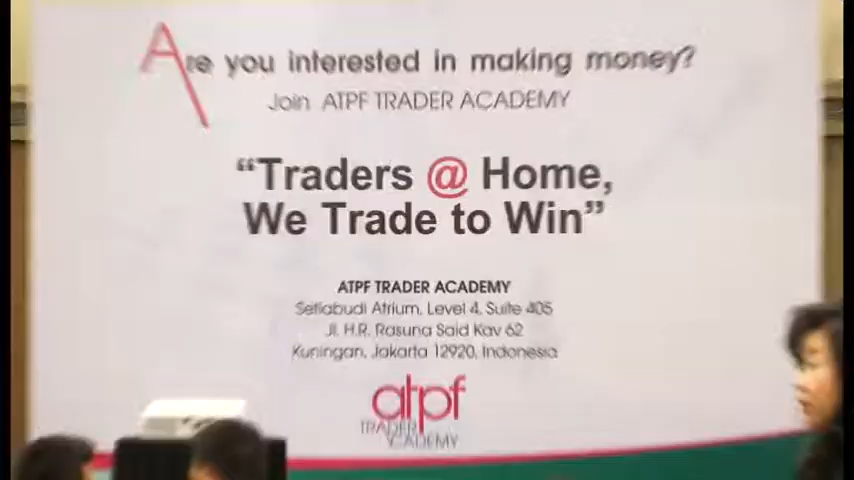 Are you interested in making money?
Join ATPF TRADER ACADEMY
“Traders @ Home,
We Trade to Win”
ATPF TRADER ACADEMY
Setiabudi Atrium, Level 4, Suite 405
Jl. H.R. Rasuna Said Kav 62
Kuningan, Jakarta 12920, Indonesia
atpf
TRADER
ACADEMY